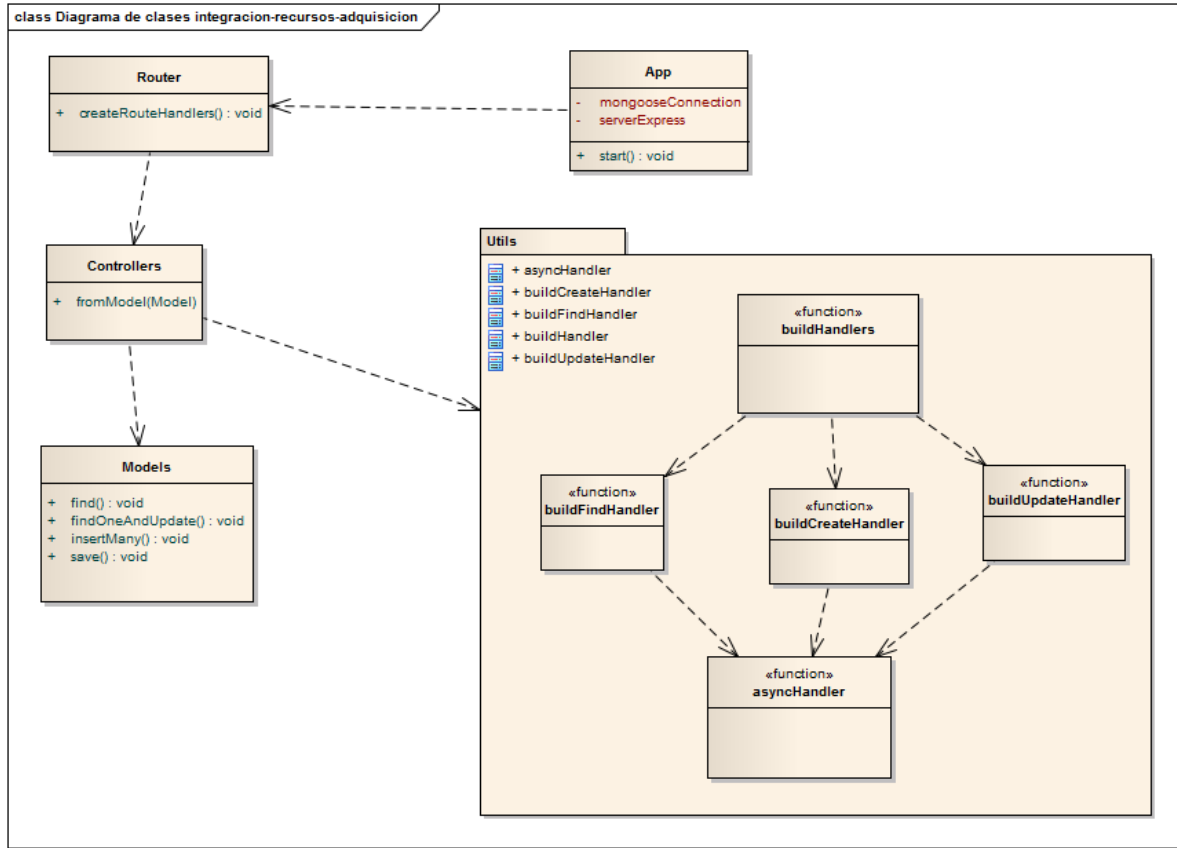 class Diagrama de clases integracion-recursos-adquisicion
Router
+ createRouteHandlers() : void
App
- mongooseConnection
- serverExpress
+ start() : void
Controllers
+ fromModel(Model)
Models
+ find() : void
+ findOneAndUpdate() : void
+ insertMany() : void
+ save() : void
Utils
+ asyncHandler
+ buildCreateHandler
+ buildFindHandler
+ buildHandler
+ buildUpdateHandler
«function»
buildHandlers
«function»
buildFindHandler
«function»
buildCreateHandler
«function»
buildUpdateHandler
«function»
asyncHandler